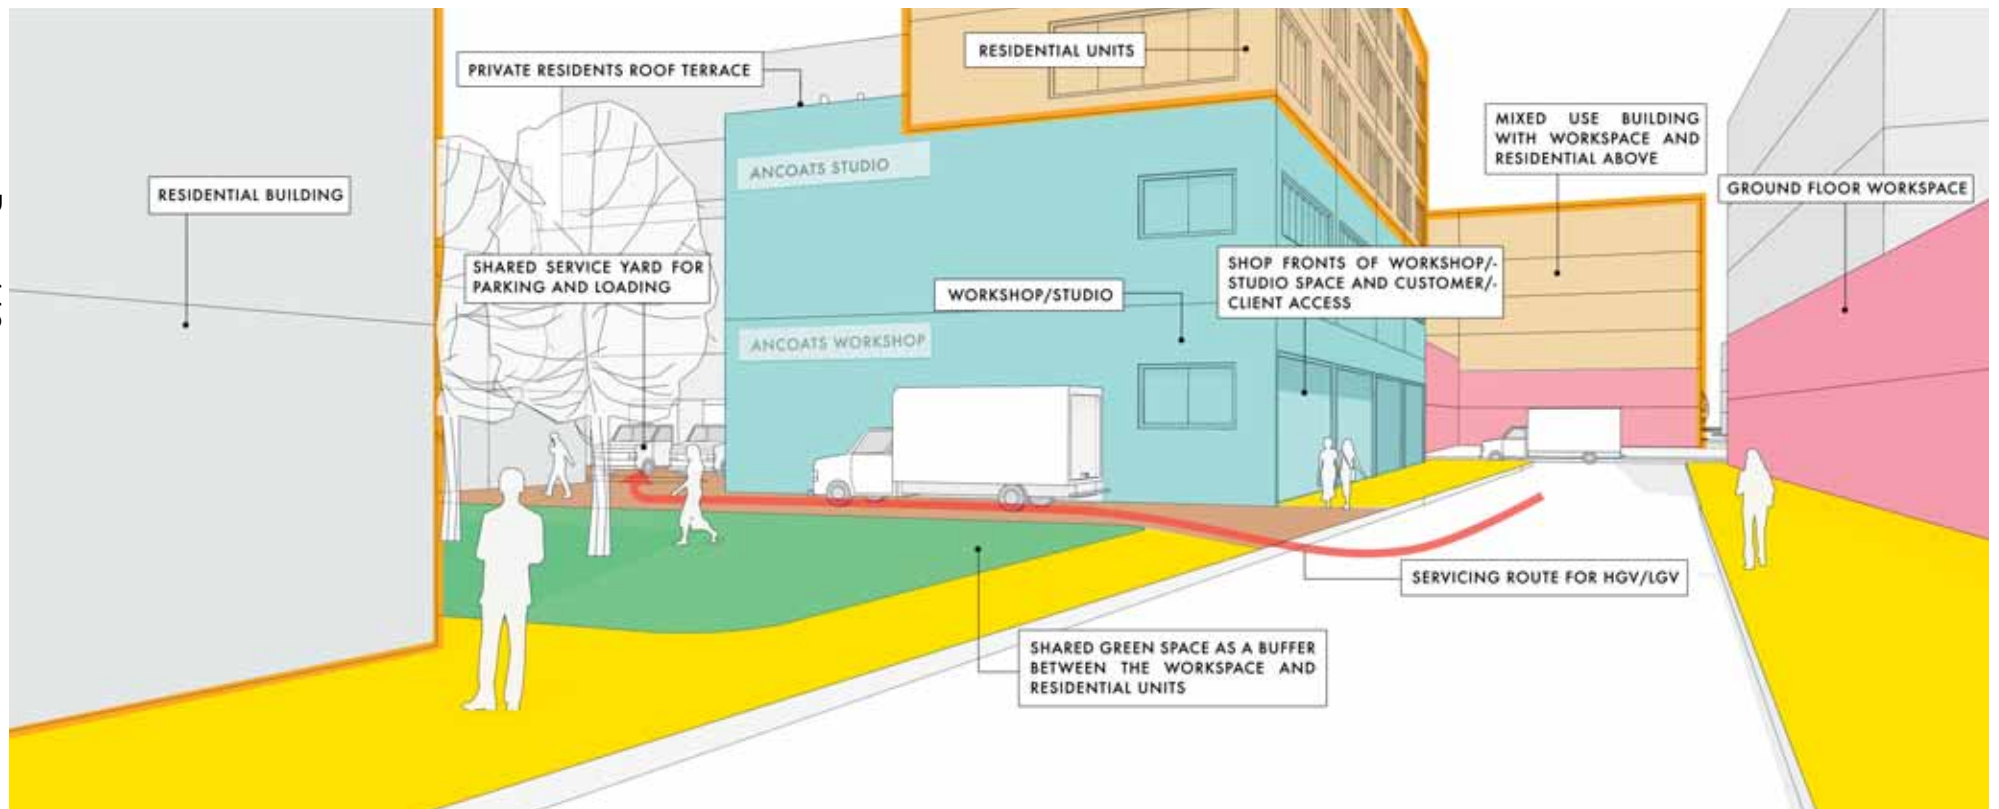 RESIDENTIAL UNITS
PRIVATE RESIDENTS ROOF TERRACE
MIXED USE BUILDING
WITH WORKSPACE AND
RESIDENTIAL ABOVE
ANCOATS STUDIO
RESIDENTIAL BUILDING
GROUND FLOOR WORKSPACE
SHARED SERVICE YARD FOR
PARKING AND LOADING
WORKSHOP/STUDIO
SHOP FRONTS OF WORKSHOP/-
STUDIO SPACE AND CUSTOMER/-
CLIENT ACCESS
ANCOATS WORKSHOP
SERVICING ROUTE FOR HGV/LGV
SHARED GREEN SPACE AS A BUFFER
BETWEEN THE WORKSPACE AND
RESIDENTIAL UNITS